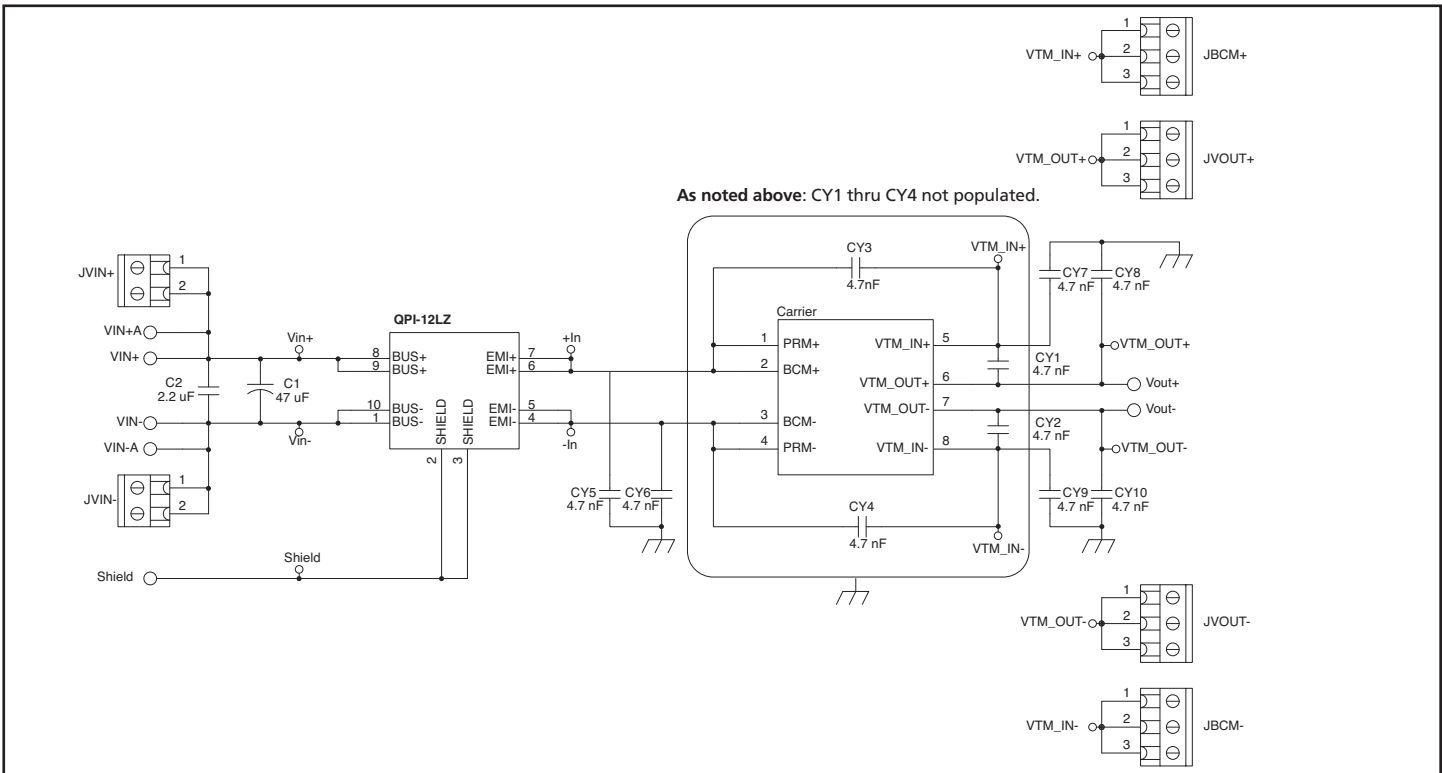 1
VTM_IN+ 2 JBCM+
3
1
VTM_OUT+ 2 JVOUT+
3
As noted above: CY1 thru CY4 not populated.
CY3
4.7nF
VTM_IN+
CY7 CY8
4.7 nF 4.7 nF
JVIN+ 1
2
VIN+A
VIN+
Vin+
C2
2.2 uF
C1
47 uF
VIN-
VIN-A
Vin-
JVIN- 1
2
QPI-12LZ
8 BUS+ EMI+ 7
9 BUS+ EMI+ 6
10 BUS- EMI- 5
1 BUS- EMI- 4
SHIELD SHIELD
2 3
+In
-In
Carrier
1 PRM+ VTM_IN+ 5
2 BCM+ VTM_OUT+ 6
3 BCM- VTM_OUT- 7
4 PRM- VTM_IN- 8
CY1
4.7 nF
VTM_OUT+
Vout+
Vout-
CY2
4.7 nF
VTM_OUT-
CY5 CY6
4.7 nF 4.7 nF
CY9 CY10
4.7 nF 4.7 nF
CY4
4.7 nF
VTM_IN-
Shield
Shield
1
VTM_OUT- 2 JVOUT-
3
1
VTM_IN- 2 JBCM-
3